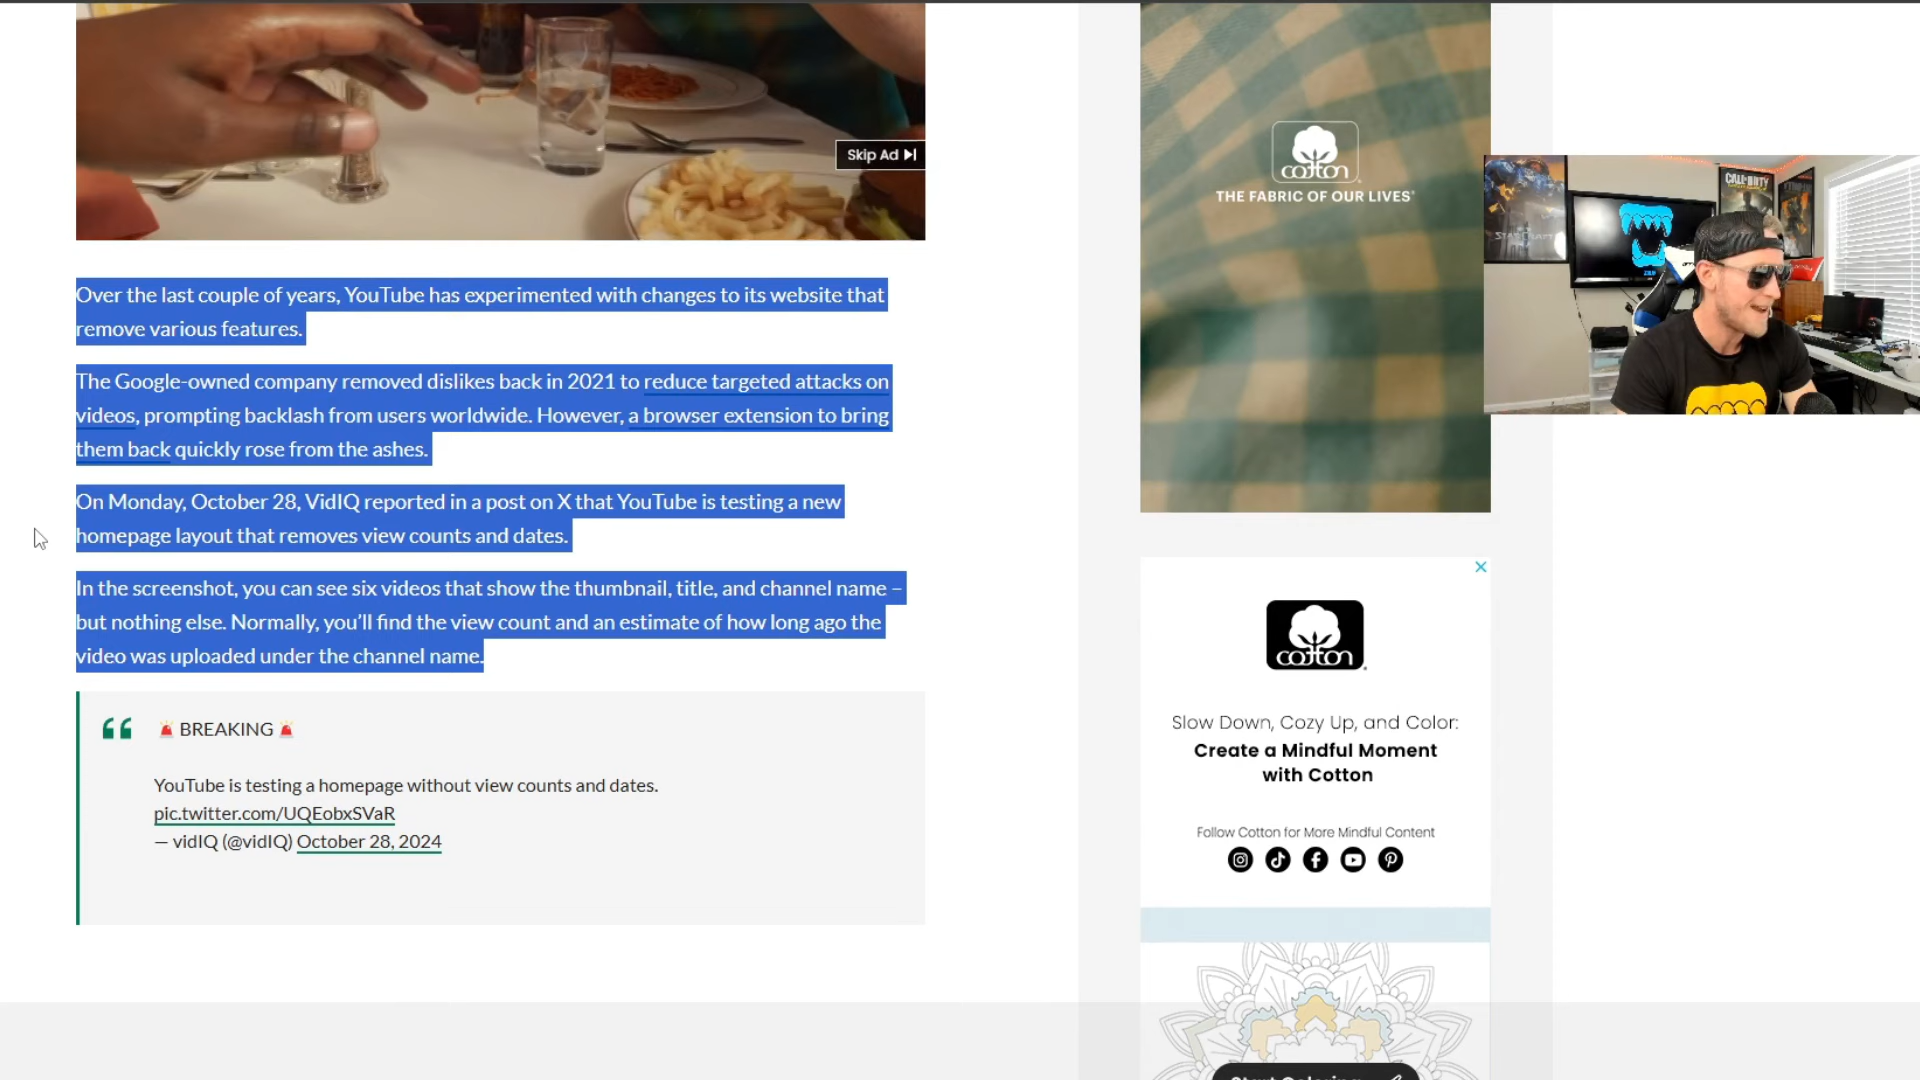 Skip Ad
cotton
THE FABRIC OF OUR LIVES®
CALL OF DUTY
Over the last couple of years, YouTube has experimented with changes to its website that
remove various features.
The Google-owned company removed dislikes back in 2021 to reduce targeted attacks on
videos, prompting backlash from users worldwide. However, a browser extension to bring
them back quickly rose from the ashes.
On Monday, October 28, VidIQ reported in a post on X that YouTube is testing a new
homepage layout that removes view counts and dates.
In the screenshot, you can see six videos that show the thumbnail, title, and channel name –
but nothing else. Normally, you’ll find the view count and an estimate of how long ago the
video was uploaded under the channel name.
“ 🚨 BREAKING 🚨
YouTube is testing a homepage without view counts and dates.
pic.twitter.com/UQEobxSVaR
— vidIQ (@vidIQ) October 28, 2024
cotton
Slow Down, Cozy Up, and Color:
Create a Mindful Moment
with Cotton
Follow Cotton for More Mindful Content